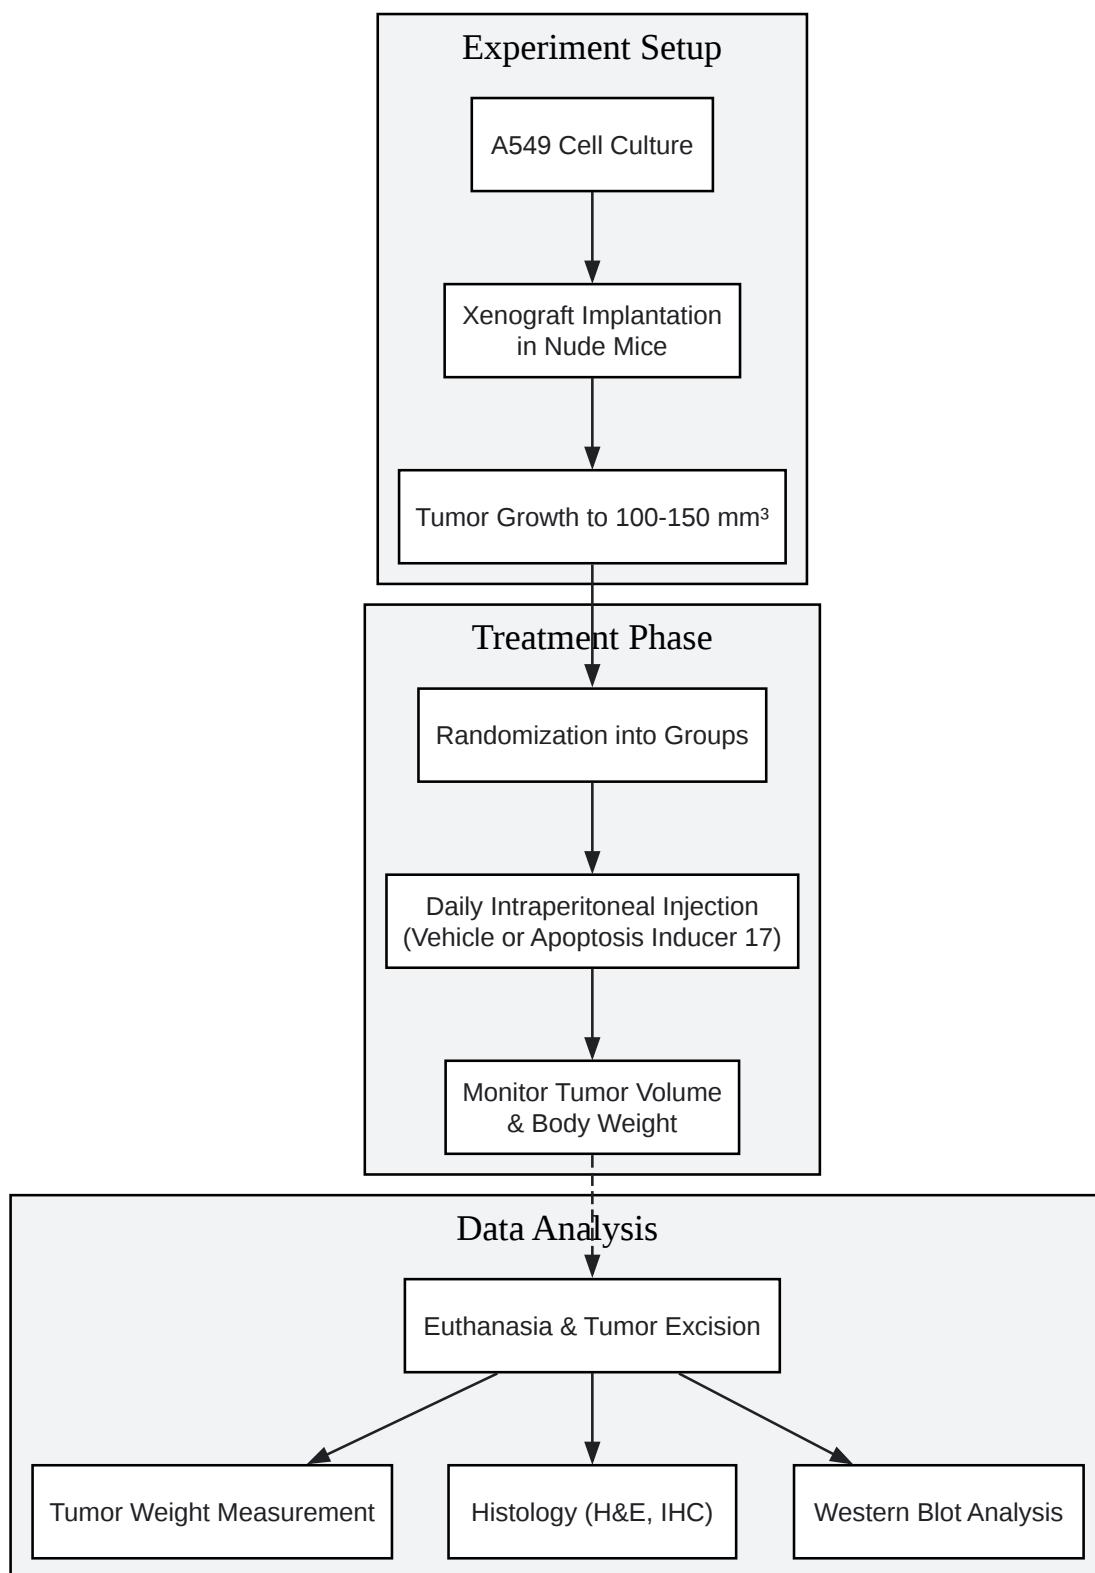 Experiment Setup
A549 Cell Culture
Xenograft Implantation
in Nude Mice
Tumor Growth to 100-150 mm³
Treatment Phase
Randomization into Groups
Daily Intraperitoneal Injection
(Vehicle or Apoptosis Inducer 17)
Monitor Tumor Volume
& Body Weight
Data Analysis
Euthanasia & Tumor Excision
Tumor Weight Measurement
Histology (H&E, IHC)
Western Blot Analysis